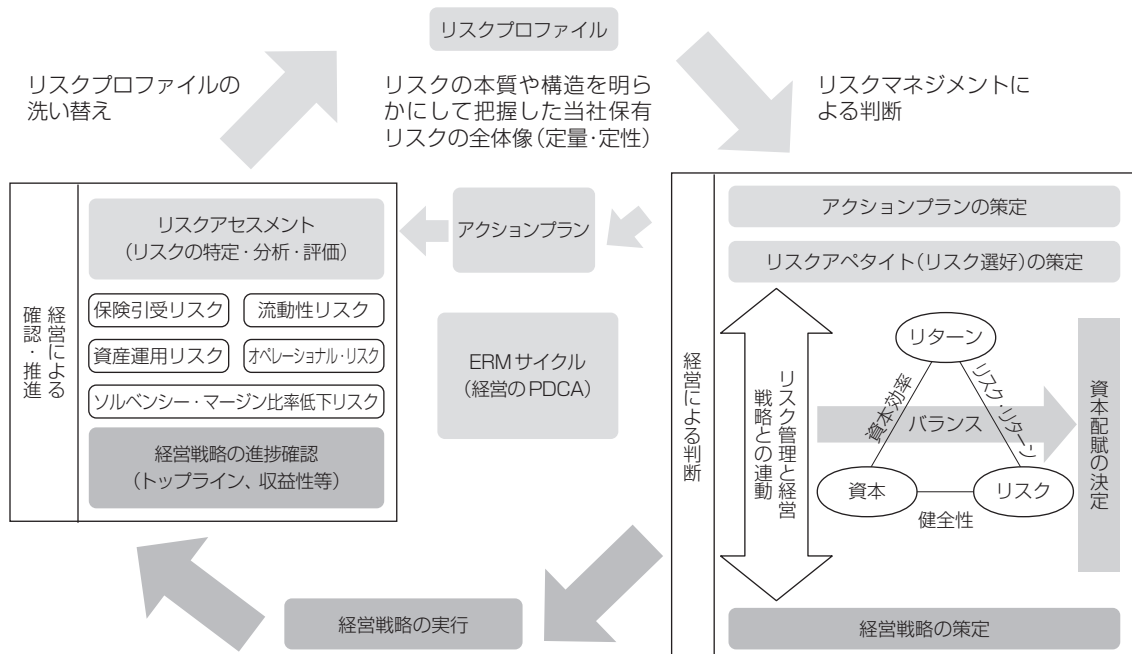 リスクプロファイル
リスクプロファイルの
洗い替え
リスクの本質や構造を明ら
かにして把握した当社保有
リスクの全体像(定量・定性)
リスクマネジメントに
よる判断
経営による
確認・推進
リスクアセスメント
(リスクの特定・分析・評価)
保険引受リスク
流動性リスク
資産運用リスク
オペレーショナル・リスク
ソルベンシー・マージン比率低下リスク
経営戦略の進捗確認
(トップライン、収益性等)
アクションプラン
ERMサイクル
(経営のPDCA)
経営による判断
アクションプランの策定
リスクアペタイト(リスク選好)の策定
リスク管理と経営
戦略との連動
リターン
資本効率
リスク・リターン
バランス
資本
リスク
健全性
資本配賦の決定
経営戦略の策定
経営戦略の実行